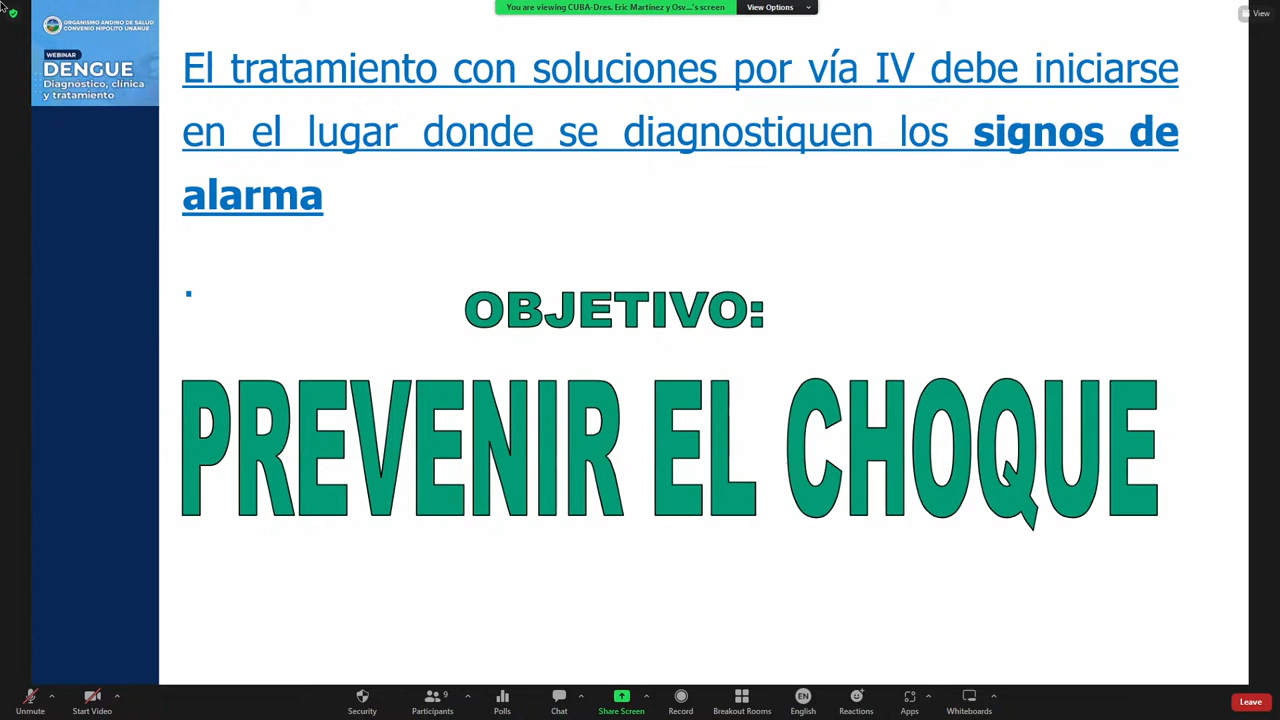 You are viewing CUBA-Dres. Eric Martínez y Osv...'s screen
View Options
View
ORGANISMO ANDINO DE SALUD
CONVENIO HIPÓLITO UNANUE
WEBINAR
DENGUE
Diagnóstico, clínica
y tratamiento
El tratamiento con soluciones por vía IV debe iniciarse
en el lugar donde se diagnostiquen los signos de
alarma
.
OBJETIVO:
PREVENIR EL CHOQUE
Unmute
Start Video
Security
Participants
9
Polls
Chat
Share Screen
Record
Breakout Rooms
EN
English
Reactions
Apps
Whiteboards
Leave